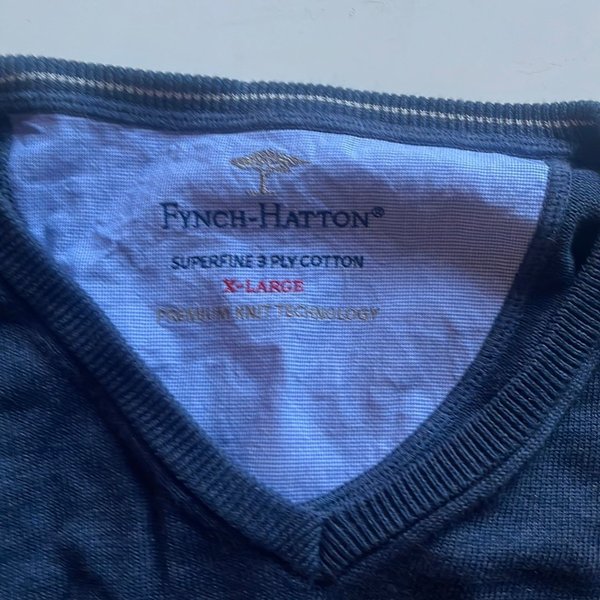 FYNCH-HATTON®
SUPERFINE 3 PLY COTTON
X-LARGE
PREMIUM KNIT TECHNOLOGY